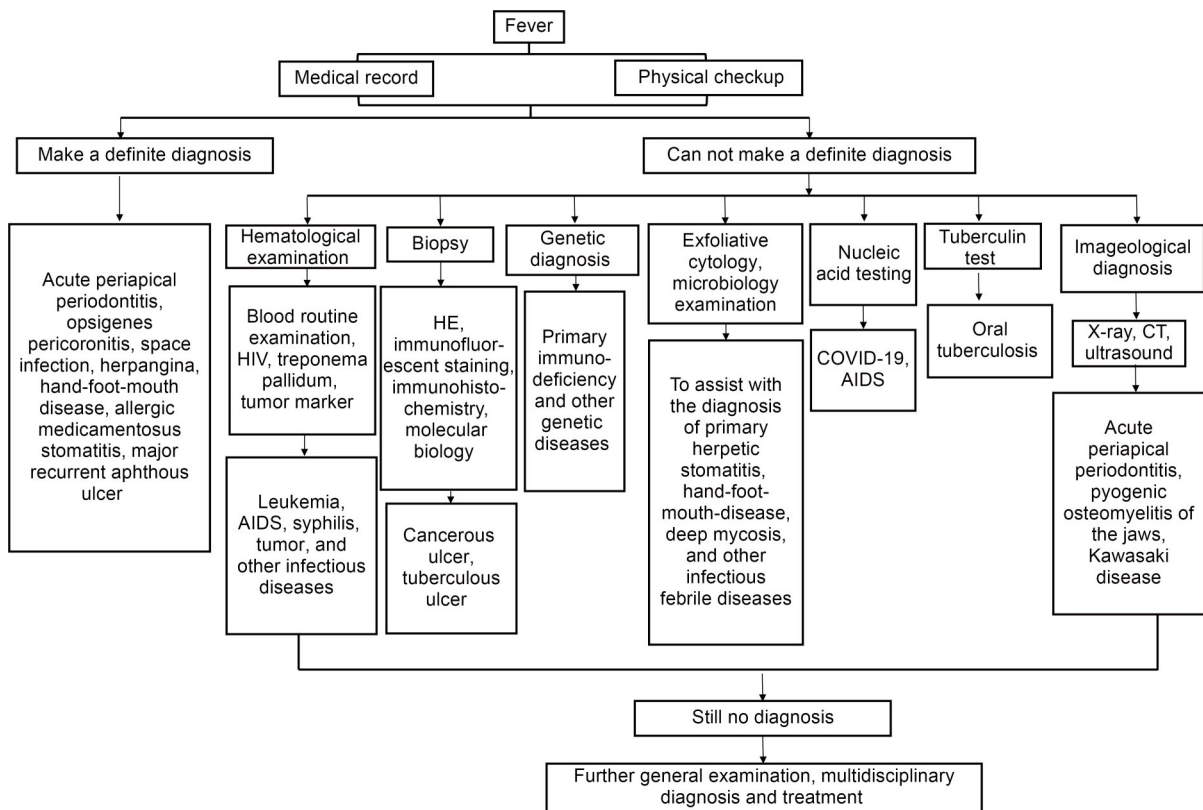 Fever
Medical record
Physical checkup
Make a definite diagnosis
Can not make a definite diagnosis
Acute periapical
periodontitis,
opsigenes
pericoronitis, space
infection, herpangina,
hand-foot-mouth
disease, allergic
medicamentosus
stomatitis, major
recurrent aphthous
ulcer
Hematological
examination
Blood routine
examination,
HIV, treponema
pallidum,
tumor marker
Leukemia,
AIDS, syphilis,
tumor, and
other infectious
diseases
Biopsy
HE,
immunofluor-
escent staining,
immunohisto-
chemistry,
molecular
biology
Cancerous
ulcer,
tuberculous
ulcer
Genetic
diagnosis
Primary
immuno-
deficiency
and other
genetic
diseases
Exfoliative
cytology,
microbiology
examination
To assist with
the diagnosis
of primary
herpetic
stomatitis,
hand-foot-
mouth-disease,
deep mycosis,
and other
infectious
febrile diseases
Nucleic
acid testing
COVID-19,
AIDS
Tuberculin
test
Oral
tuberculosis
Imageological
diagnosis
X-ray, CT,
ultrasound
Acute
periapical
periodontitis,
pyogenic
osteomyelitis
of the jaws,
Kawasaki
disease
Still no diagnosis
Further general examination, multidisciplinary
diagnosis and treatment